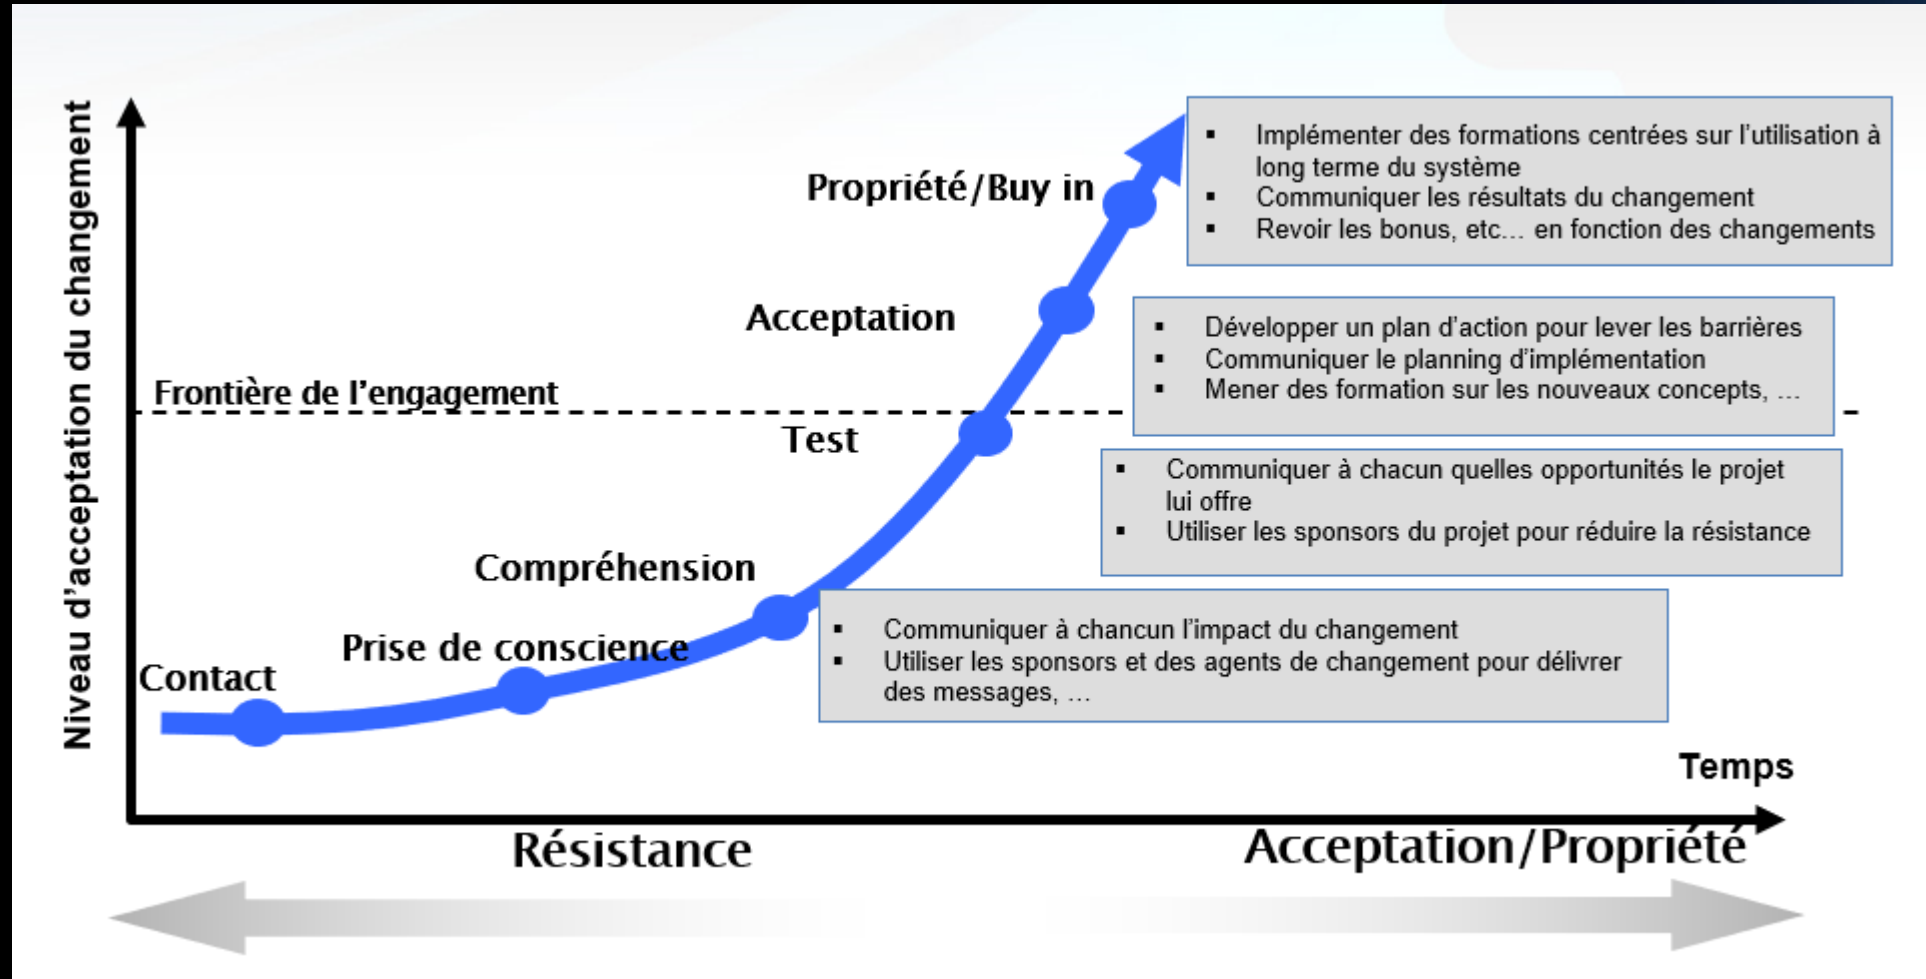 Niveau d'acceptation du changement
▪ Implémenter des formations centrées sur l'utilisation à
long terme du système
▪ Communiquer les résultats du changement
▪ Revoir les bonus, etc… en fonction des changements
Propriété/Buy in
Acceptation
▪ Développer un plan d'action pour lever les barrières
▪ Communiquer le planning d'implémentation
▪ Mener des formation sur les nouveaux concepts, …
Frontière de l'engagement
Test
▪ Communiquer à chacun quelles opportunités le projet
lui offre
▪ Utiliser les sponsors du projet pour réduire la résistance
Compréhension
▪ Communiquer à chancun l'impact du changement
▪ Utiliser les sponsors et des agents de changement pour délivrer
des messages, …
Prise de conscience
Contact
Temps
Résistance
Acceptation/Propriété